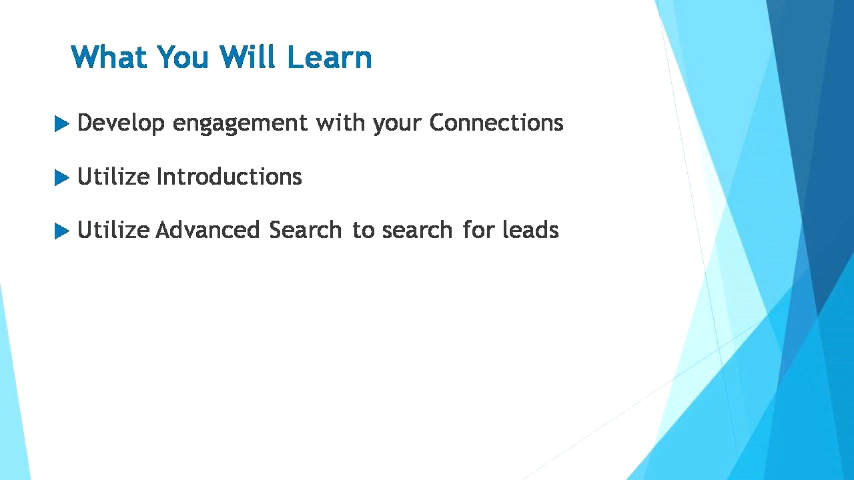 What You Will Learn
Develop engagement with your Connections
Utilize Introductions
Utilize Advanced Search to search for leads